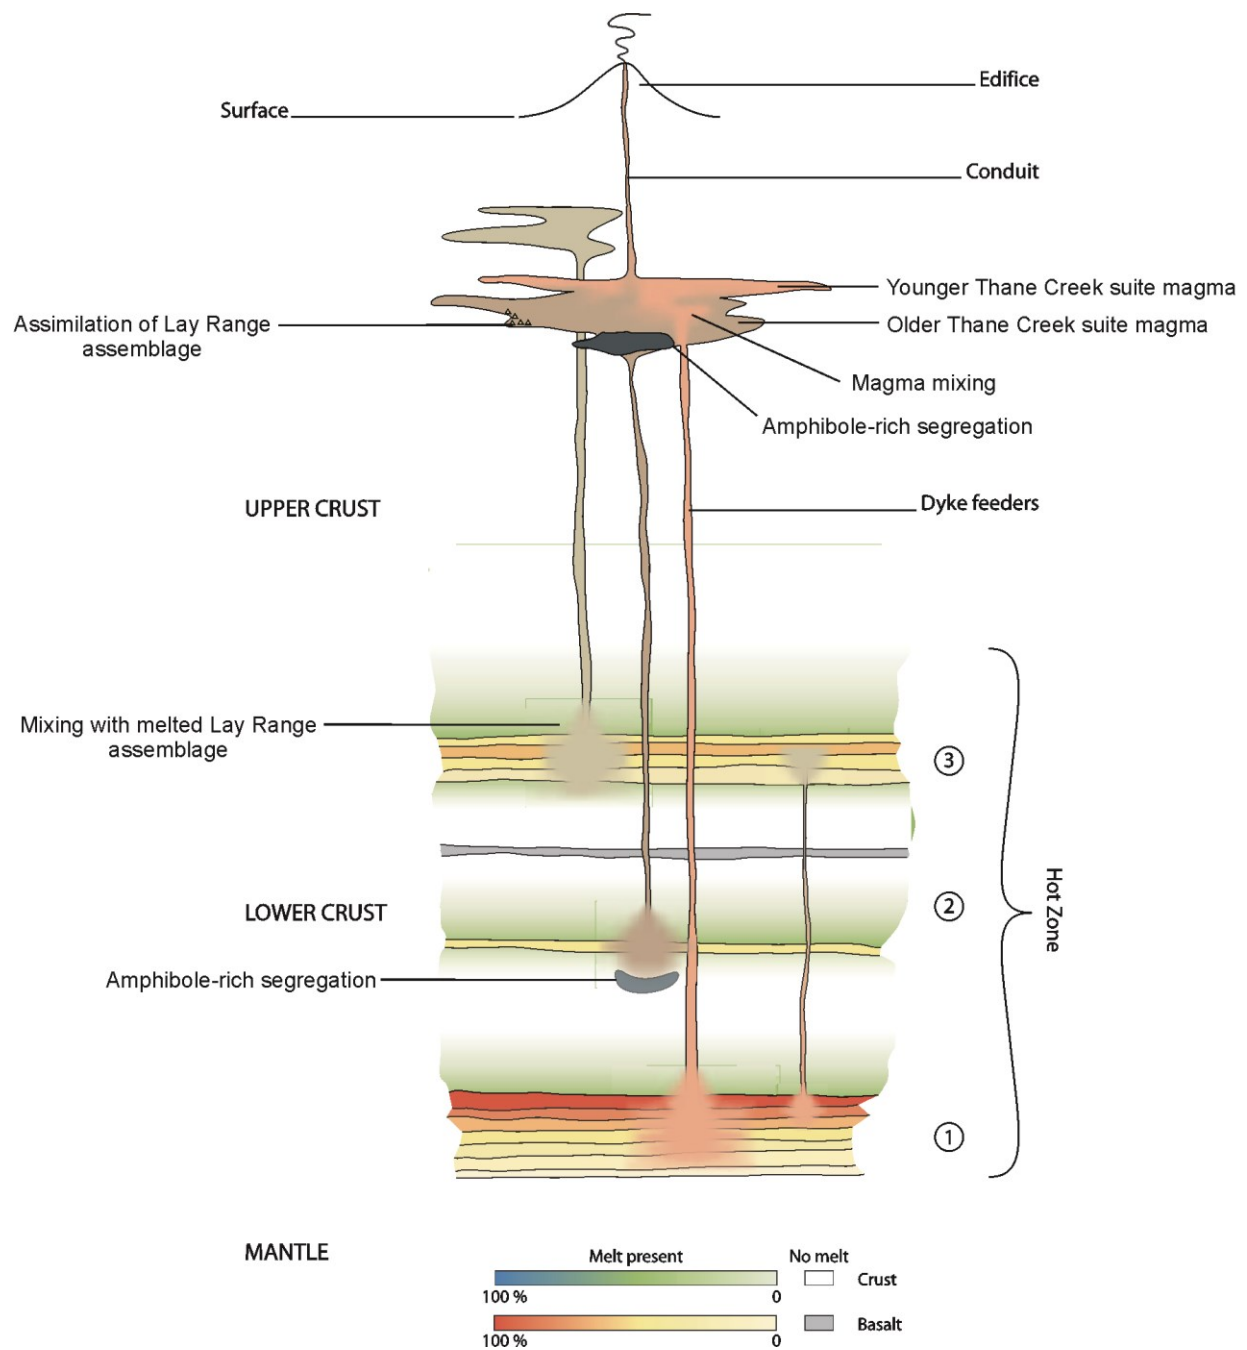 Edifice
Surface
Conduit
Younger Thane Creek suite magma
Assimilation of Lay Range
assemblage
Older Thane Creek suite magma
Magma mixing
Amphibole-rich segregation
UPPER CRUST
Dyke feeders
Mixing with melted Lay Range
assemblage
3
LOWER CRUST
2
Hot Zone
Amphibole-rich segregation
1
MANTLE
Melt present
No melt
Crust
100 %
0
Basalt
100 %
0